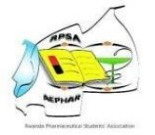 RPSA
AEPHAR
Rwanda Pharmaceutical Students' Association